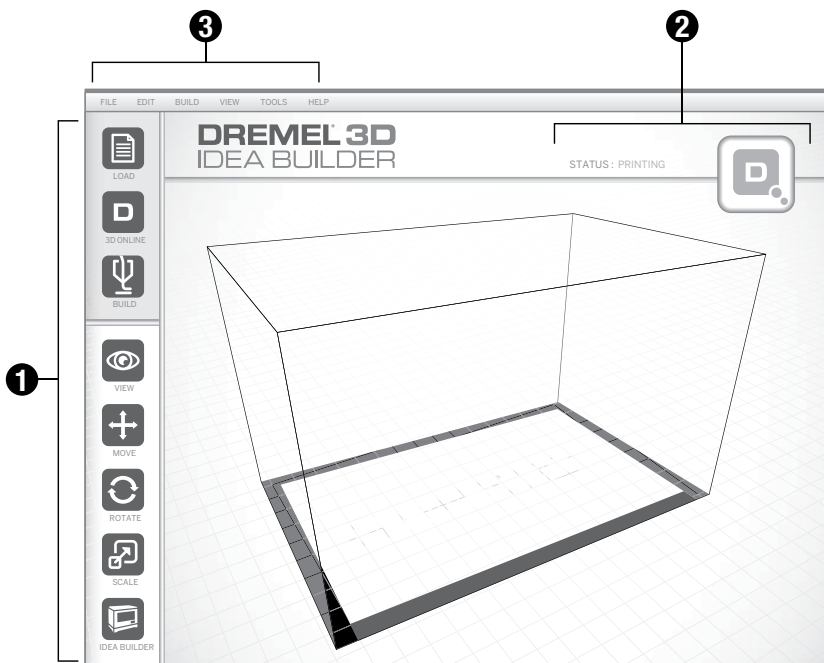 3
2
FILE EDIT BUILD VIEW TOOLS HELP
DREMEL 3D
IDEA BUILDER
STATUS : PRINTING
D
LOAD
D
3D ONLINE
BUILD
1
VIEW
MOVE
ROTATE
SCALE
IDEA BUILDER